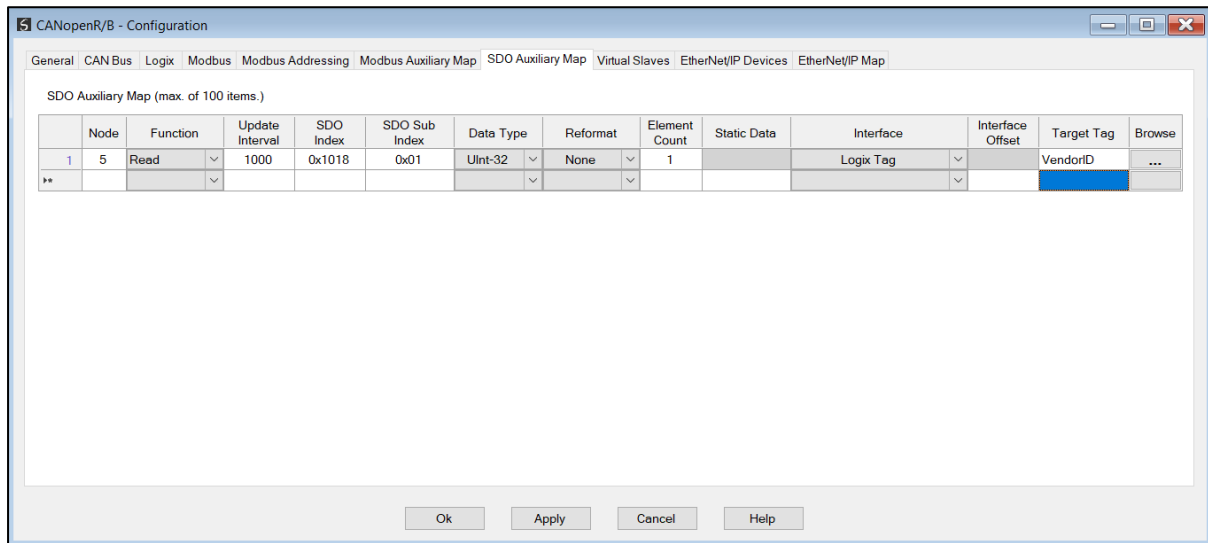 CANopenR/B - Configuration
General CAN Bus Logix Modbus Modbus Addressing Modbus Auxiliary Map SDO Auxiliary Map Virtual Slaves EtherNet/IP Devices EtherNet/IP Map
SDO Auxiliary Map (max. of 100 items.)
Node Function Update Interval SDO Index SDO Sub Index Data Type Reformat Element Count Static Data Interface Interface Offset Target Tag Browse
1 5 Read 1000 0x1018 0x01 UInt-32 None 1 Logix Tag VendorID ...
Ok Apply Cancel Help